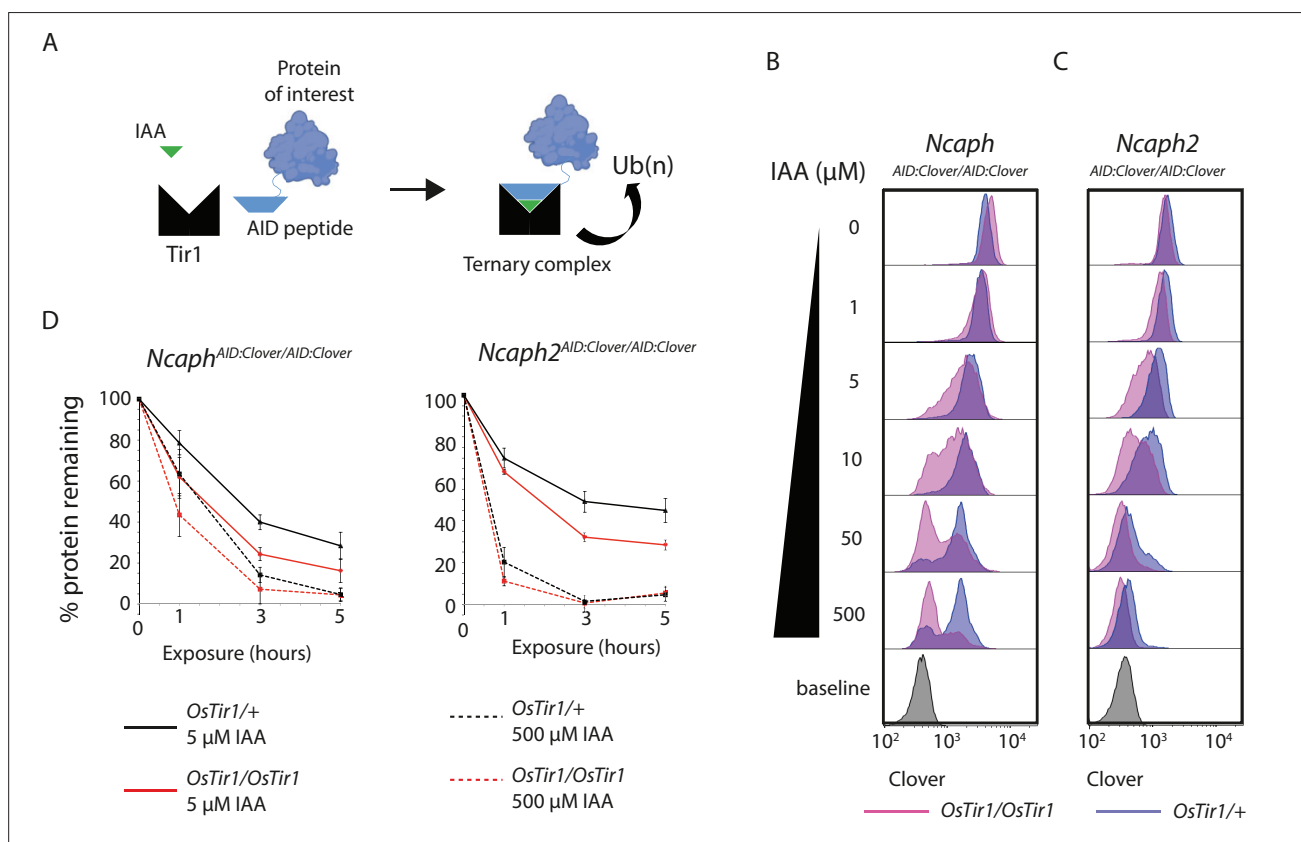 A
Protein
of interest
IAA
Tir1
AID peptide
Ub(n)
Ternary complex
B
C
Ncaph
AID:Clover/AID:Clover
Ncaph2
AID:Clover/AID:Clover
IAA (µM)
0
1
5
10
50
500
baseline
10² 10³ 10⁴
10² 10³ 10⁴
Clover
Clover
OsTir1/OsTir1
OsTir1/+
D
Ncaph AID:Clover/AID:Clover
Ncaph2 AID:Clover/AID:Clover
% protein remaining
100
80
60
40
20
0
0 1 3 5
Exposure (hours)
100
80
60
40
20
0
0 1 3 5
Exposure (hours)
OsTir1/+
5 µM IAA
OsTir1/OsTir1
5 µM IAA
OsTir1/+
500 µM IAA
OsTir1/OsTir1
500 µM IAA